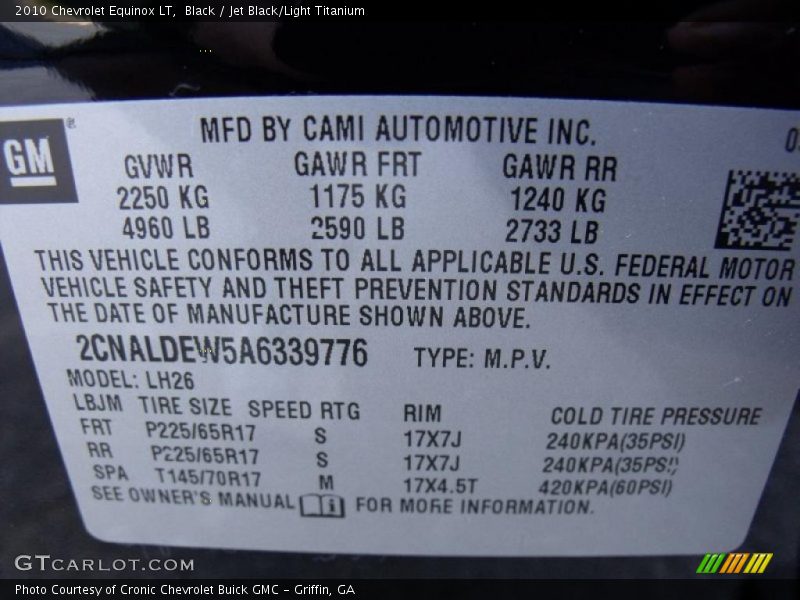 2010 Chevrolet Equinox LT,  Black / Jet Black/Light Titanium
GM ®
MFD BY CAMI AUTOMOTIVE INC.
GVWR GAWR FRT GAWR RR
2250 KG 1175 KG 1240 KG
4960 LB 2590 LB 2733 LB
THIS VEHICLE CONFORMS TO ALL APPLICABLE U.S. FEDERAL MOTOR
VEHICLE SAFETY AND THEFT PREVENTION STANDARDS IN EFFECT ON
THE DATE OF MANUFACTURE SHOWN ABOVE.
2CNALDEW5A6339776 TYPE: M.P.V.
MODEL: LH26
LBJM TIRE SIZE SPEED RTG RIM COLD TIRE PRESSURE
FRT P225/65R17 S 17X7J 240KPA(35PSI)
RR P225/65R17 S 17X7J 240KPA(35PSI)
SPA T145/70R17 M 17X4.5T 420KPA(60PSI)
SEE OWNER'S MANUAL FOR MORE INFORMATION.
GTCARLOT.COM
Photo Courtesy of Cronic Chevrolet Buick GMC – Griffin, GA